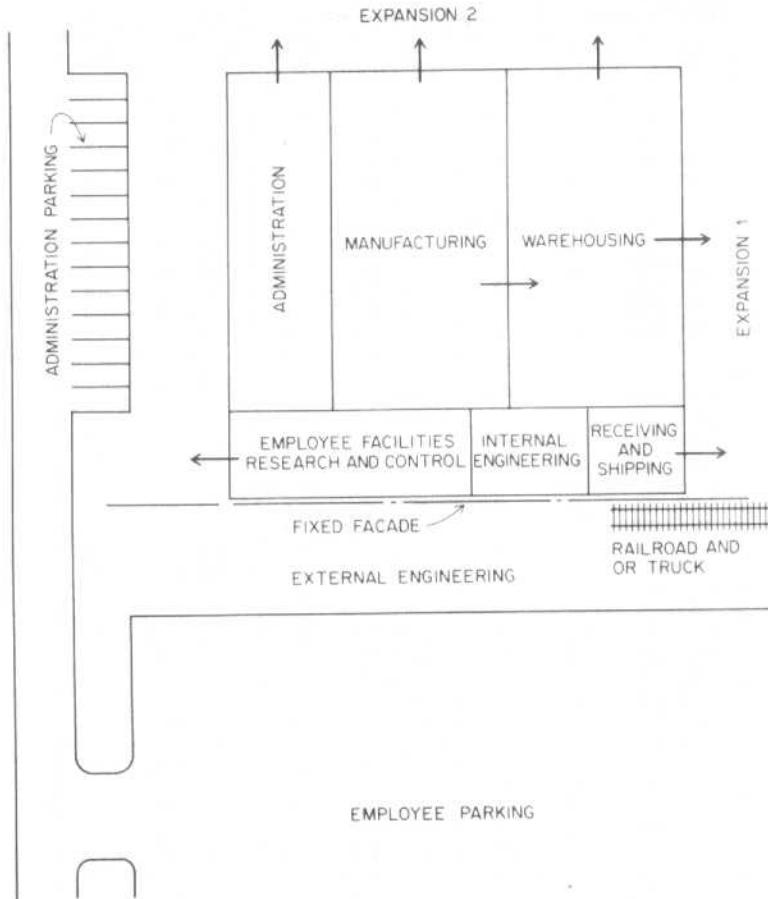 EXPANSION 2
ADMINISTRATION PARKING
ADMINISTRATION
MANUFACTURING
WAREHOUSING
EXPANSION 1
EMPLOYEE FACILITIES
RESEARCH AND CONTROL
INTERNAL
ENGINEERING
RECEIVING
AND
SHIPPING
FIXED FACADE
RAILROAD AND
OR TRUCK
EXTERNAL ENGINEERING
EMPLOYEE PARKING